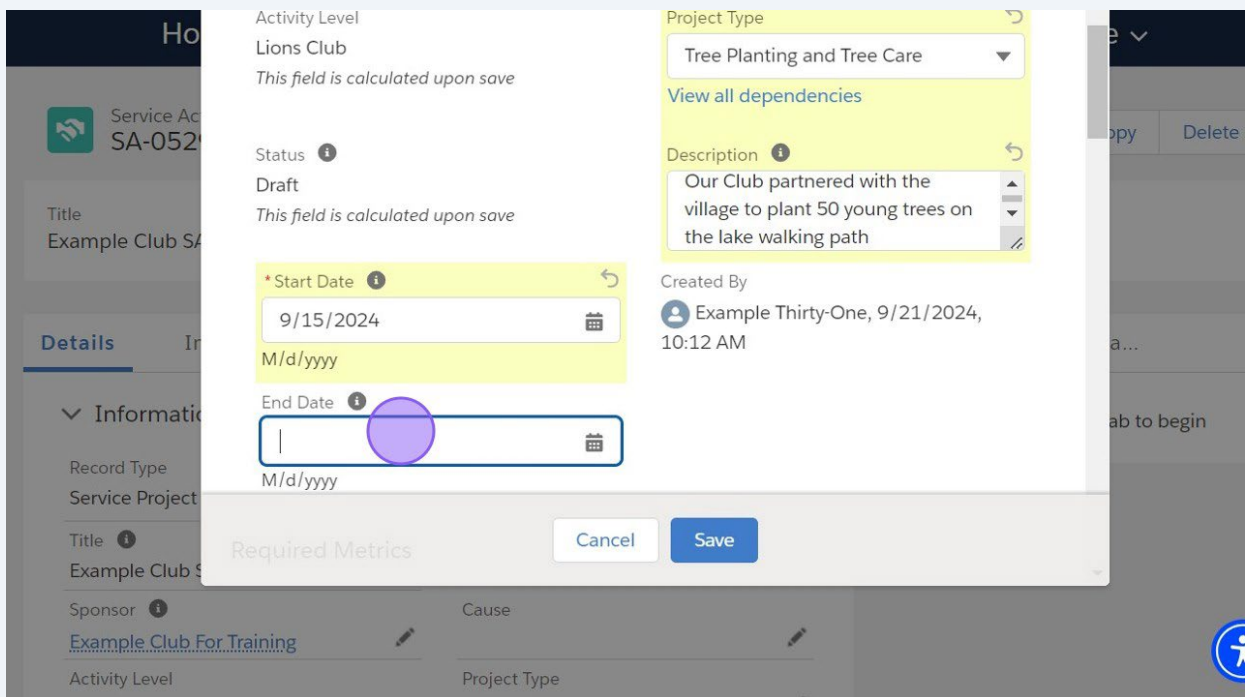 Activity Level
Lions Club
This field is calculated upon save
Project Type
Tree Planting and Tree Care
View all dependencies
Status
Draft
This field is calculated upon save
Description
Our Club partnered with the
village to plant 50 young trees on
the lake walking path
* Start Date
9/15/2024
M/d/yyyy
Created By
Example Thirty-One, 9/21/2024,
10:12 AM
End Date
M/d/yyyy
Required Metrics
Cancel
Save
Service Ac
SA-052
Delete
Title
Example Club SA
Details
Informatio
ab to begin
Record Type
Service Project
Title
Example Club S
Sponsor
Example Club For Training
Cause
Activity Level
Project Type